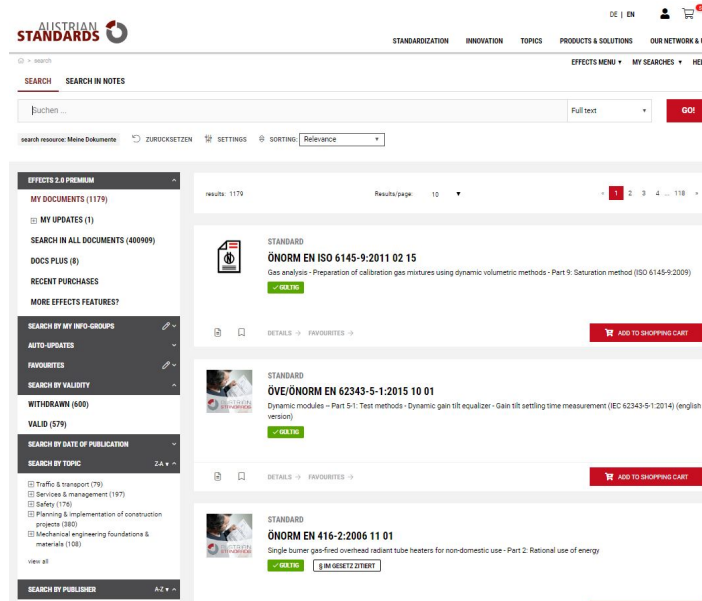 DE | EN
AUSTRIAN
STANDARDS
STANDARDIZATION INNOVATION TOPICS PRODUCTS & SOLUTIONS OUR NETWORK &
> search
EFFECTS MENU MY SEARCHES
SEARCH SEARCH IN NOTES
Suchen ...
Full text
GO!
search resource: Meine Dokumente ZURÜCKSETZEN SETTINGS SORTING: Relevance
EFFECTS 2.0 PREMIUM
MY DOCUMENTS (1179)
MY UPDATES (1)
SEARCH IN ALL DOCUMENTS (400909)
DOCS PLUS (8)
RECENT PURCHASES
MORE EFFECTS FEATURES?
SEARCH BY MY INFO-GROUPS
AUTO-UPDATES
FAVOURITES
SEARCH BY VALIDITY
WITHDRAWN (600)
VALID (579)
SEARCH BY DATE OF PUBLICATION
SEARCH BY TOPIC Z-A
Traffic & transport (79)
Services & management (197)
Safety (176)
Planning & Implementation of construction
projects (380)
Mechanical engineering foundations &
materials (108)
view all
SEARCH BY PUBLISHER A-Z
results: 1179 Results/page: 10 « 1 2 3 4 ... 118 »
STANDARD
ÖNORM EN ISO 6145-9:2011 02 15
Gas analysis - Preparation of calibration gas mixtures using dynamic volumetric methods - Part 9: Saturation method (ISO 6145-9:2009)
GÜLTIG
DETAILS → FAVOURITES →
ADD TO SHOPPING CART
STANDARD
ÖVE/ÖNORM EN 62343-5-1:2015 10 01
Dynamic modules -- Part 5-1: Test methods - Dynamic gain tilt equalizer - Gain tilt settling time measurement (IEC 62343-5-1:2014) (english
version)
GÜLTIG
DETAILS → FAVOURITES →
ADD TO SHOPPING CART
STANDARD
ÖNORM EN 416-2:2006 11 01
Single burner gas-fired overhead radiant tube heaters for non-domestic use - Part 2: Rational use of energy
GÜLTIG § IM GESETZ ZITIERT